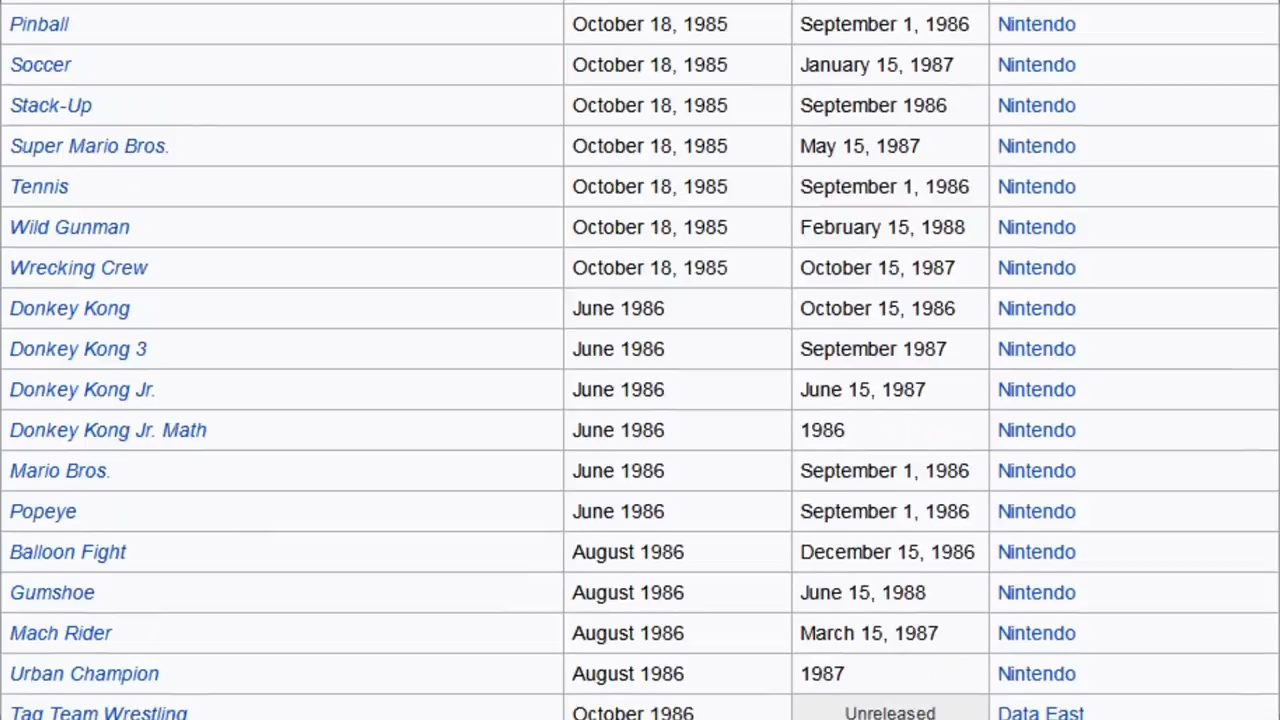 Pinball October 18, 1985 September 1, 1986 Nintendo
Soccer October 18, 1985 January 15, 1987 Nintendo
Stack-Up October 18, 1985 September 1986 Nintendo
Super Mario Bros. October 18, 1985 May 15, 1987 Nintendo
Tennis October 18, 1985 September 1, 1986 Nintendo
Wild Gunman October 18, 1985 February 15, 1988 Nintendo
Wrecking Crew October 18, 1985 October 15, 1987 Nintendo
Donkey Kong June 1986 October 15, 1986 Nintendo
Donkey Kong 3 June 1986 September 1987 Nintendo
Donkey Kong Jr. June 1986 June 15, 1987 Nintendo
Donkey Kong Jr. Math June 1986 1986 Nintendo
Mario Bros. June 1986 September 1, 1986 Nintendo
Popeye June 1986 September 1, 1986 Nintendo
Balloon Fight August 1986 December 15, 1986 Nintendo
Gumshoe August 1986 June 15, 1988 Nintendo
Mach Rider August 1986 March 15, 1987 Nintendo
Urban Champion August 1986 1987 Nintendo
Tag Team Wrestling October 1986 Unreleased Data East